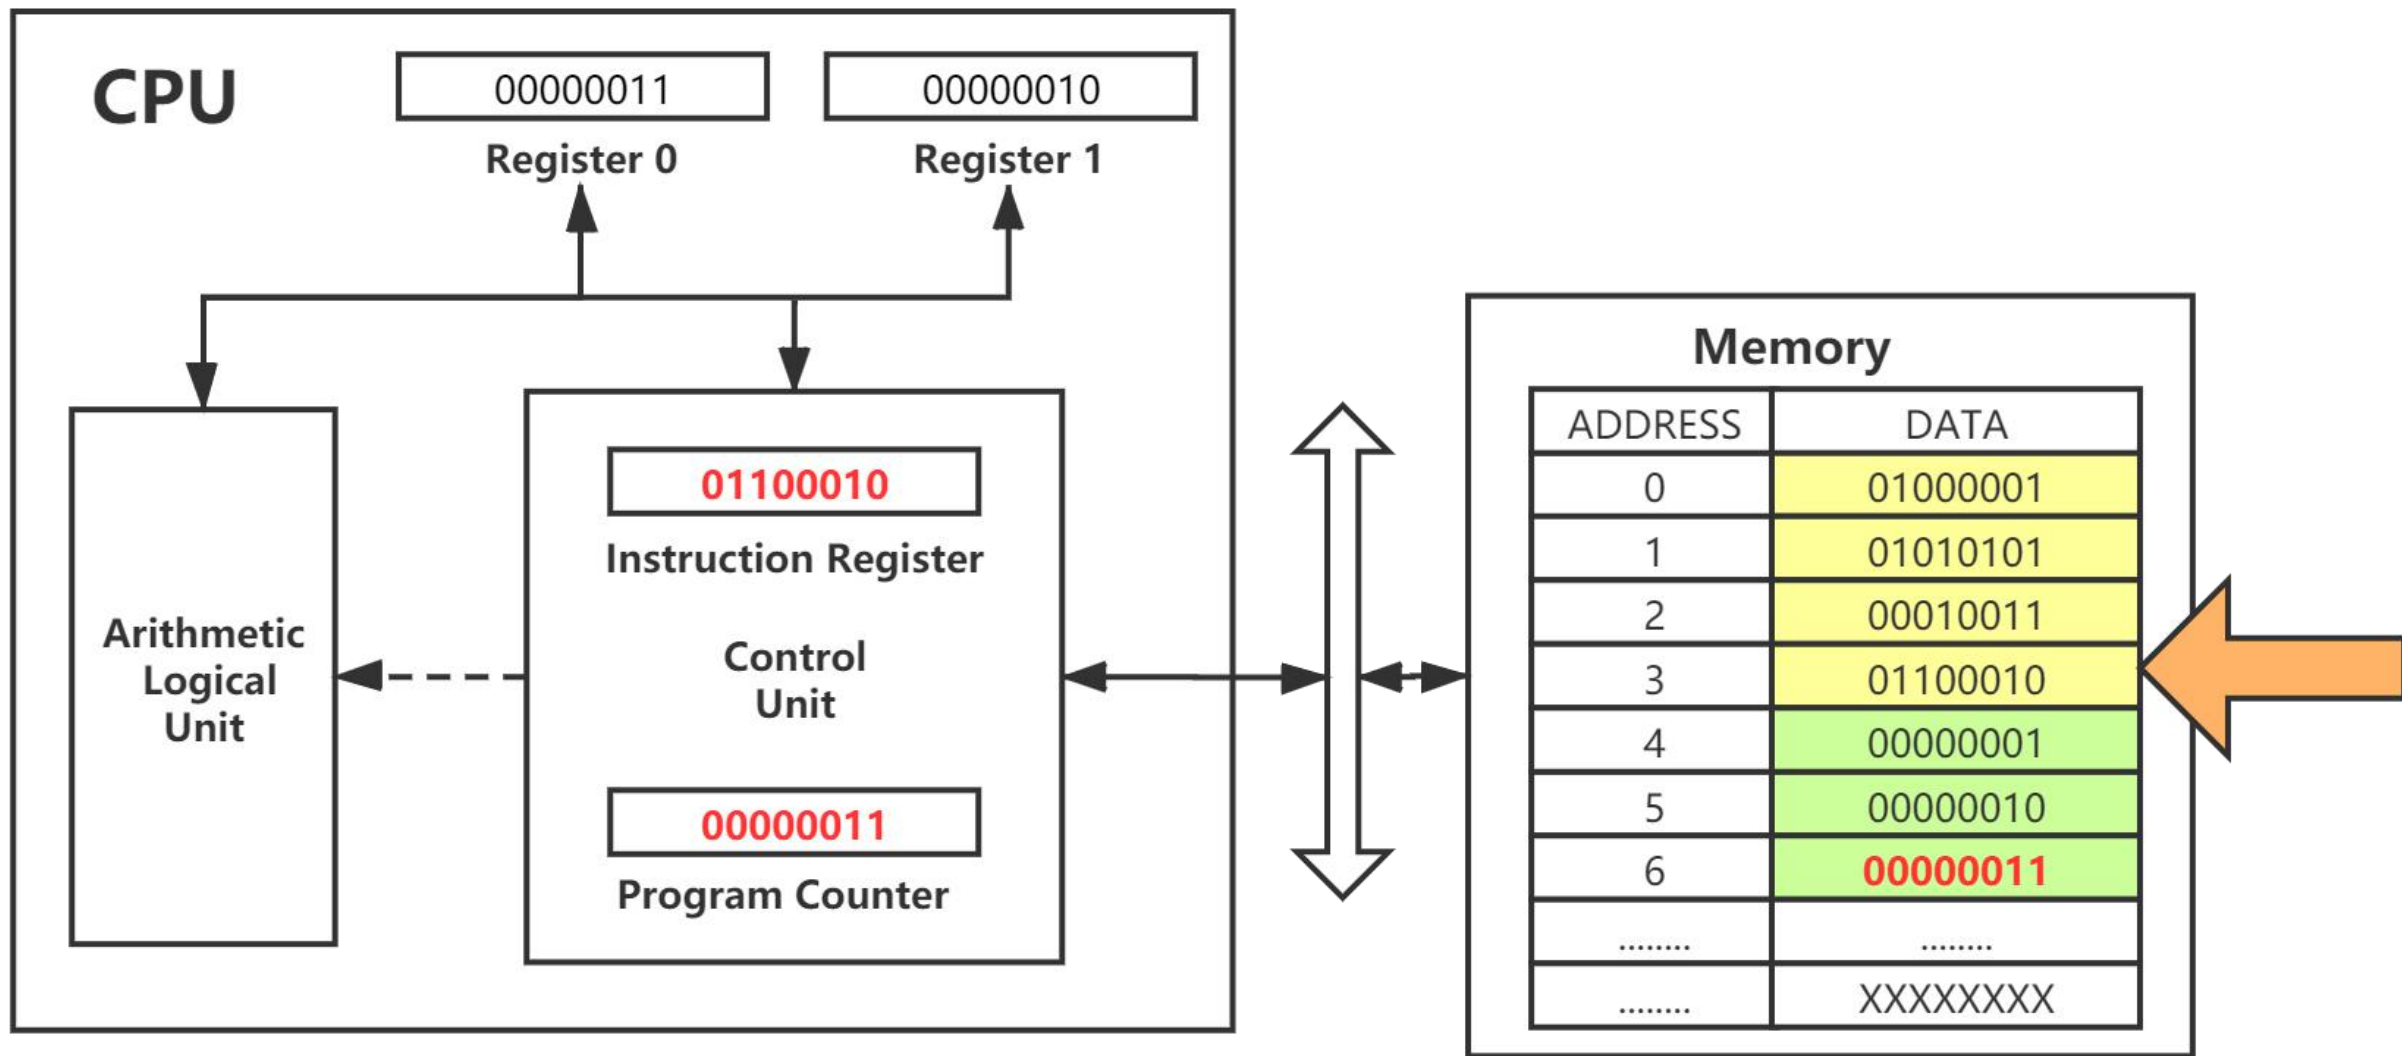 CPU
00000011
Register 0
00000010
Register 1
Arithmetic
Logical
Unit
01100010
Instruction Register
Control
Unit
00000011
Program Counter
Memory
ADDRESS DATA
0 01000001
1 01010101
2 00010011
3 01100010
4 00000001
5 00000010
6 00000011
........ ........
........ XXXXXXXX